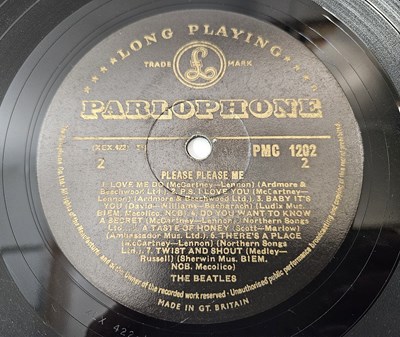 LONG PLAYING
TRADE MARK
£
PARLOPHONE
(XEX 422) PMC 1202
2 2
PLEASE PLEASE ME
1. LOVE ME DO (McCartney—Lennon) (Ardmore &
Beechwood Ltd.) 2. P.S. I LOVE YOU (McCartney—
Lennon) (Ardmore & Beechwood Ltd.) 3. BABY IT'S
YOU (David—Williams—Bacharach) (Ludix Mus.
BIEM. Mecolico. NCB) 4. DO YOU WANT TO KNOW
A SECRET (McCartney—Lennon) (Northern Songs
Ltd.) 5. A TASTE OF HONEY (Scott—Marlow)
(Ambassador Mus. Ltd.) 6. THERE'S A PLACE
(McCartney—Lennon) (Northern Songs
Ltd.) 7. TWIST AND SHOUT (Medley—
Russell) (Sherwin Mus. BIEM.
NCB. Mecolico)
THE BEATLES
and the Owner of the recorded work reserved · Unauthorised public performance
MADE IN GT. BRITAIN